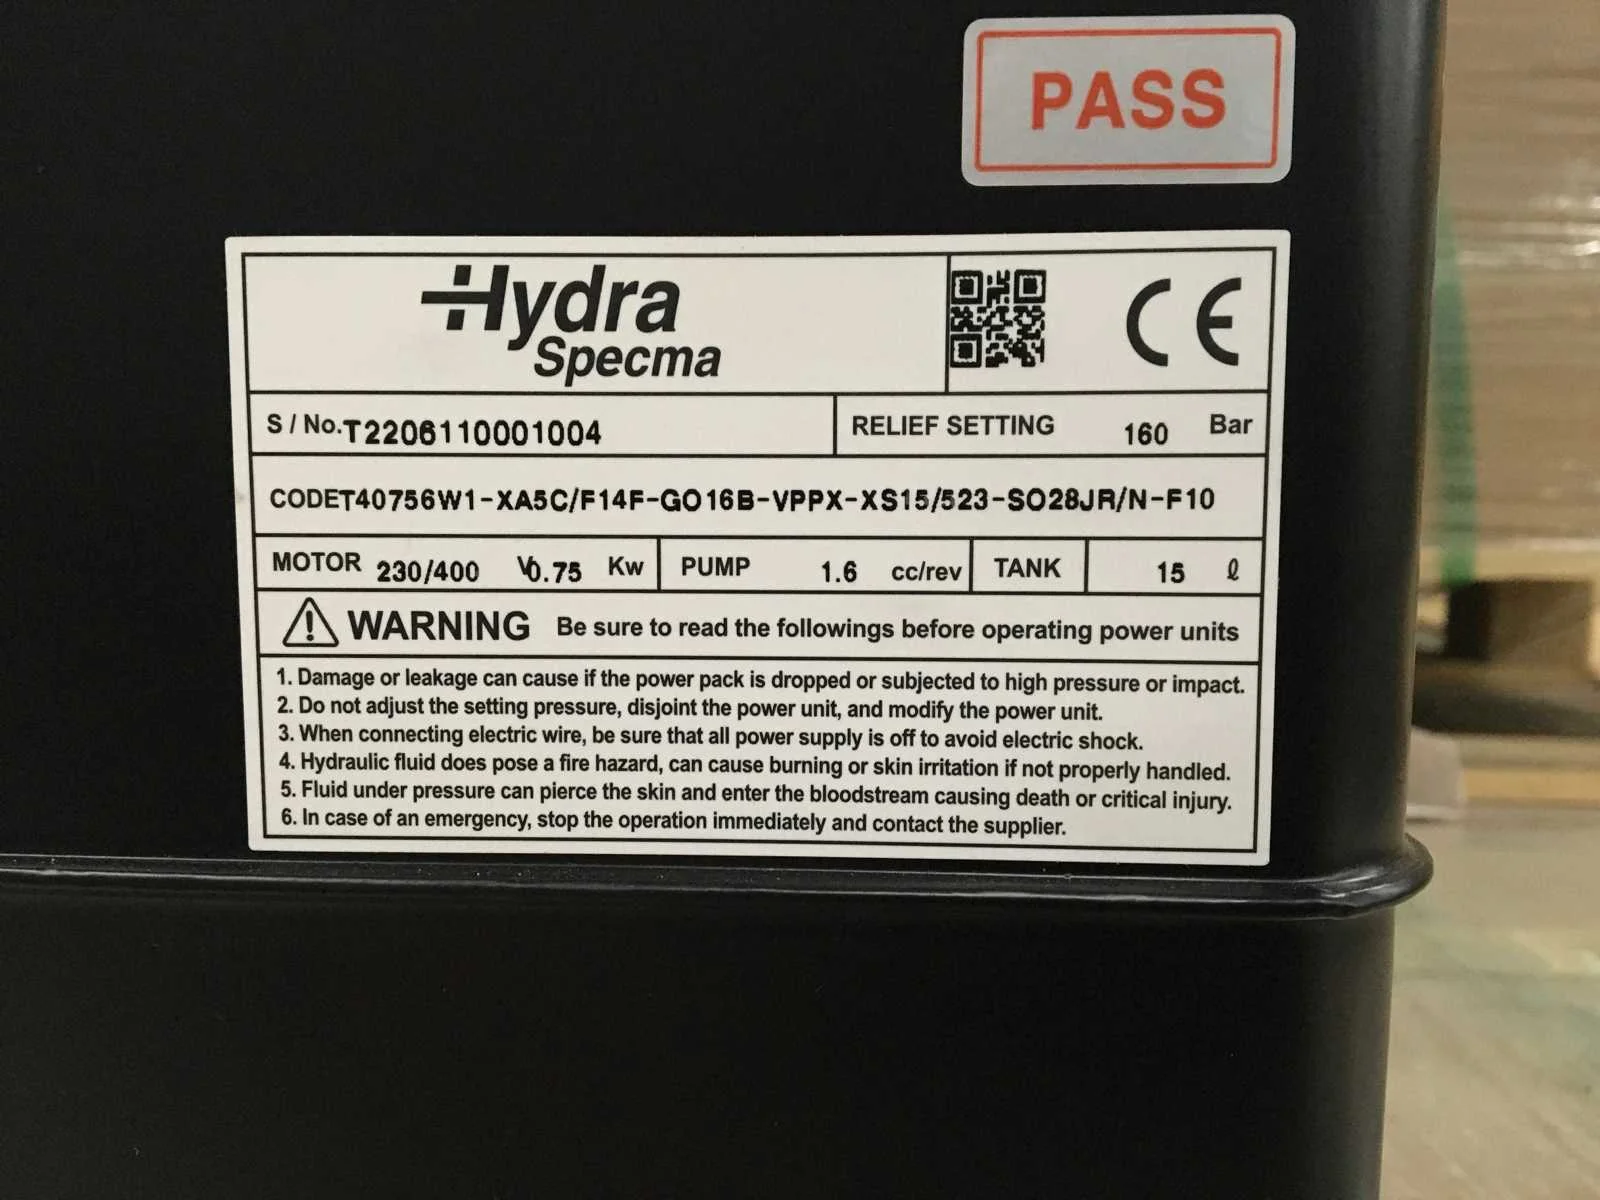 PASS
Hydra
Specma
CE
S / No.T2206110001004
RELIEF SETTING 160 Bar
CODET40756W1-XA5C/F14F-GO16B-VPPX-XS15/523-SO28JR/N-F10
MOTOR 230/400 V0.75 Kw PUMP 1.6 cc/rev TANK 15 ℓ
WARNING Be sure to read the followings before operating power units
1. Damage or leakage can cause if the power pack is dropped or subjected to high pressure or impact.
2. Do not adjust the setting pressure, disjoint the power unit, and modify the power unit.
3. When connecting electric wire, be sure that all power supply is off to avoid electric shock.
4. Hydraulic fluid does pose a fire hazard, can cause burning or skin irritation if not properly handled.
5. Fluid under pressure can pierce the skin and enter the bloodstream causing death or critical injury.
6. In case of an emergency, stop the operation immediately and contact the supplier.